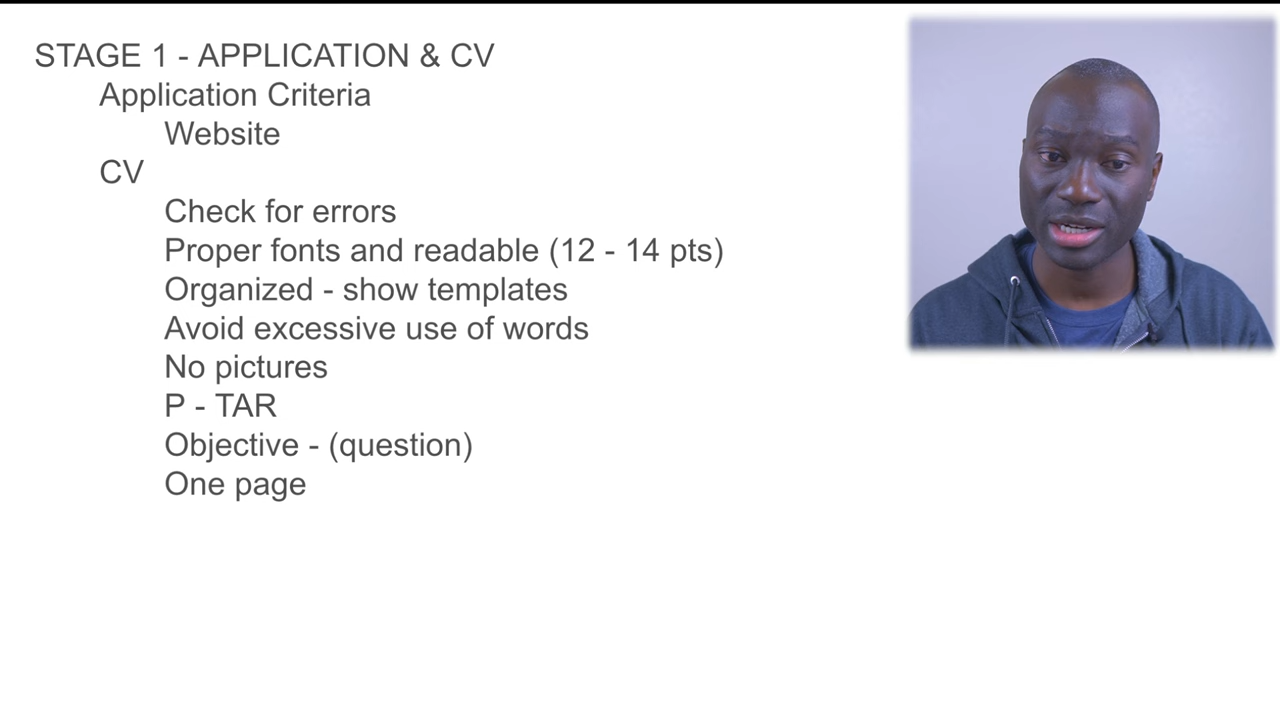 STAGE 1 - APPLICATION & CV
Application Criteria
Website
CV
Check for errors
Proper fonts and readable (12 - 14 pts)
Organized - show templates
Avoid excessive use of words
No pictures
P - TAR
Objective - (question)
One page